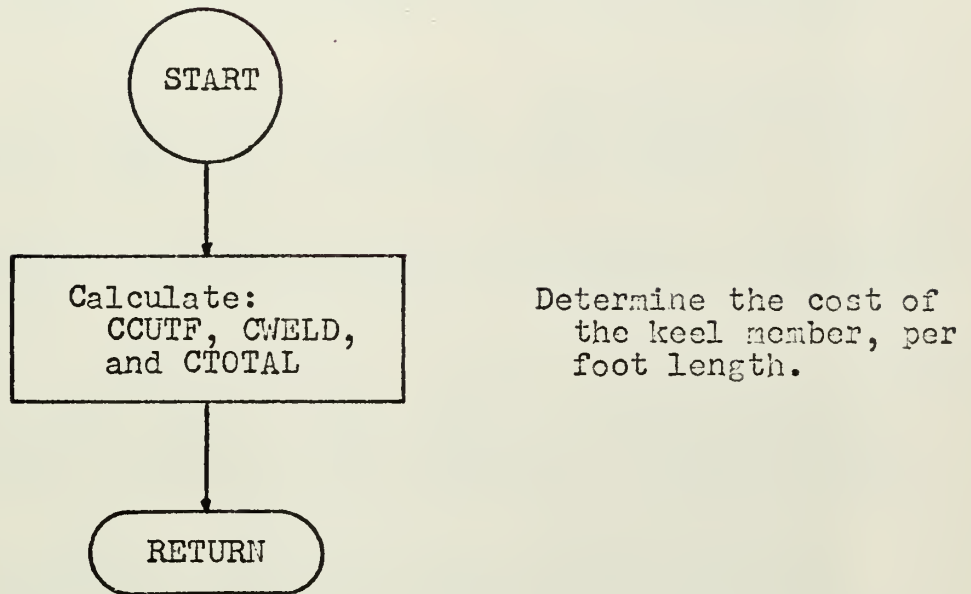 START
Calculate:
CCUTF, CWELD,
and CTOTAL
Determine the cost of
the keel member, per
foot length.
RETURN